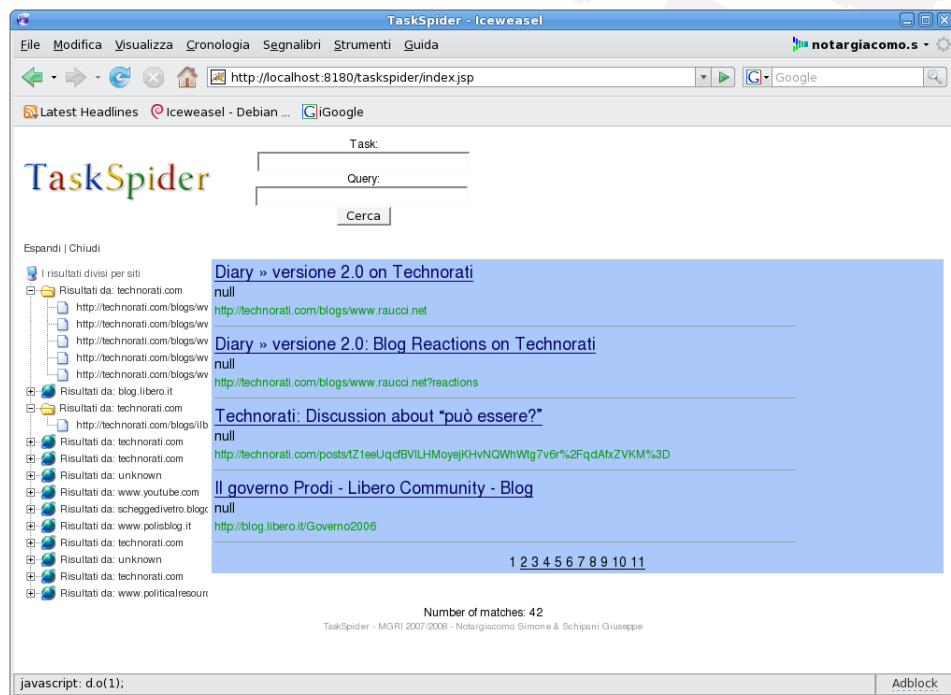 TaskSpider - Iceweasel
File Modifica Visualizza Cronologia Segnalibri Strumenti Guida notargiacomo.s
http://localhost:8180/taskspider/index.jsp G Google
Latest Headlines Iceweasel - Debian ... G iGoogle
TaskSpider
Task:
Query:
Cerca
Espandi | Chiudi
I risultati divisi per siti
Risultati da: technorati.com
http://technorati.com/blogs/wv
http://technorati.com/blogs/wv
http://technorati.com/blogs/wv
http://technorati.com/blogs/wv
http://technorati.com/blogs/wv
Risultati da: blog.libero.it
Risultati da: technorati.com
http://technorati.com/blogs/ilb
Risultati da: technorati.com
Risultati da: technorati.com
Risultati da: unknown
Risultati da: www.youtube.com
Risultati da: scheggedivetro.blogo
Risultati da: www.polisblog.it
Risultati da: technorati.com
Risultati da: unknown
Risultati da: technorati.com
Risultati da: www.politicalresour
Diary » versione 2.0 on Technorati
null
http://technorati.com/blogs/www.raucci.net
Diary » versione 2.0: Blog Reactions on Technorati
null
http://technorati.com/blogs/www.raucci.net?reactions
Technorati: Discussion about “può essere?”
null
http://technorati.com/posts/tZ1eeUqcfBVlLHMoyejKHvNQWhWtg7v6r%2FqdAfxZVKM%3D
Il governo Prodi - Libero Community - Blog
null
http://blog.libero.it/Governo2006
1 2 3 4 5 6 7 8 9 10 11
Number of matches: 42
TaskSpider - MGRI 2007/2008 - Notargiacomo Simone & Schipani Giuseppe
javascript: d.o(1); Adblock